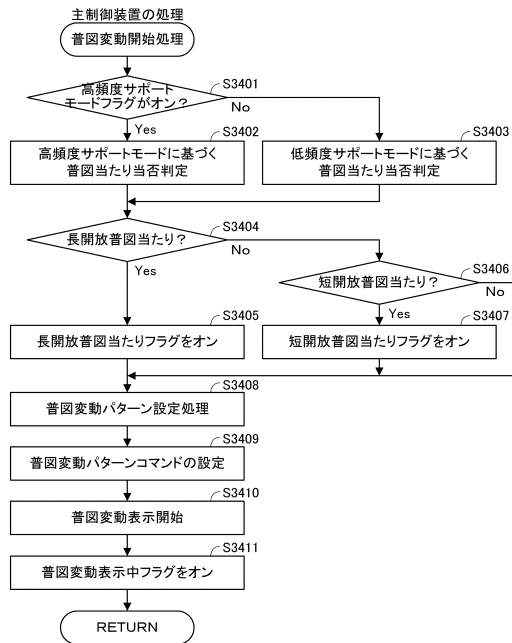 主制御装置の処理
普図変動開始処理
S3401
高頻度サポート
モードフラグがオン？
No
Yes
S3402
S3403
高頻度サポートモードに基づく
普図当たり当否判定
低頻度サポートモードに基づく
普図当たり当否判定
S3404
長開放普図当たり？
No
S3406
Yes
短開放普図当たり？
No
Yes
S3405
S3407
長開放普図当たりフラグをオン
短開放普図当たりフラグをオン
S3408
普図変動パターン設定処理
S3409
普図変動パターンコマンドの設定
S3410
普図変動表示開始
S3411
普図変動表示中フラグをオン
RETURN